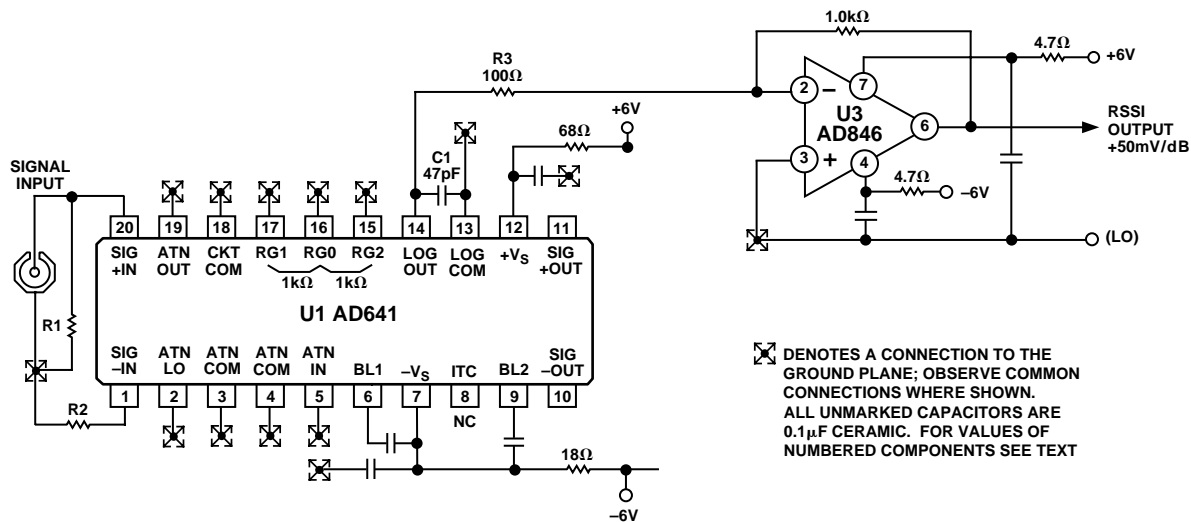 1.0kΩ
4.7Ω
+6V
R3
100Ω
2
–
7
+6V
U3
AD846
6
RSSI
OUTPUT
+50mV/dB
68Ω
C1
47pF
3
+
4
4.7Ω
–6V
(LO)
SIGNAL
INPUT
20 19 18 17 16 15 14 13 12 11
SIG
+IN
ATN
OUT
CKT
COM
RG1 RG0 RG2
LOG
OUT
LOG
COM
+VS
SIG
+OUT
1kΩ 1kΩ
R1
U1 AD641
SIG
–IN
ATN
LO
ATN
COM
ATN
COM
ATN
IN
BL1
–VS
ITC
BL2
SIG
–OUT
1 2 3 4 5 6 7 8 9 10
R2
NC
18Ω
–6V
DENOTES A CONNECTION TO THE
GROUND PLANE; OBSERVE COMMON
CONNECTIONS WHERE SHOWN.
ALL UNMARKED CAPACITORS ARE
0.1μF CERAMIC. FOR VALUES OF
NUMBERED COMPONENTS SEE TEXT